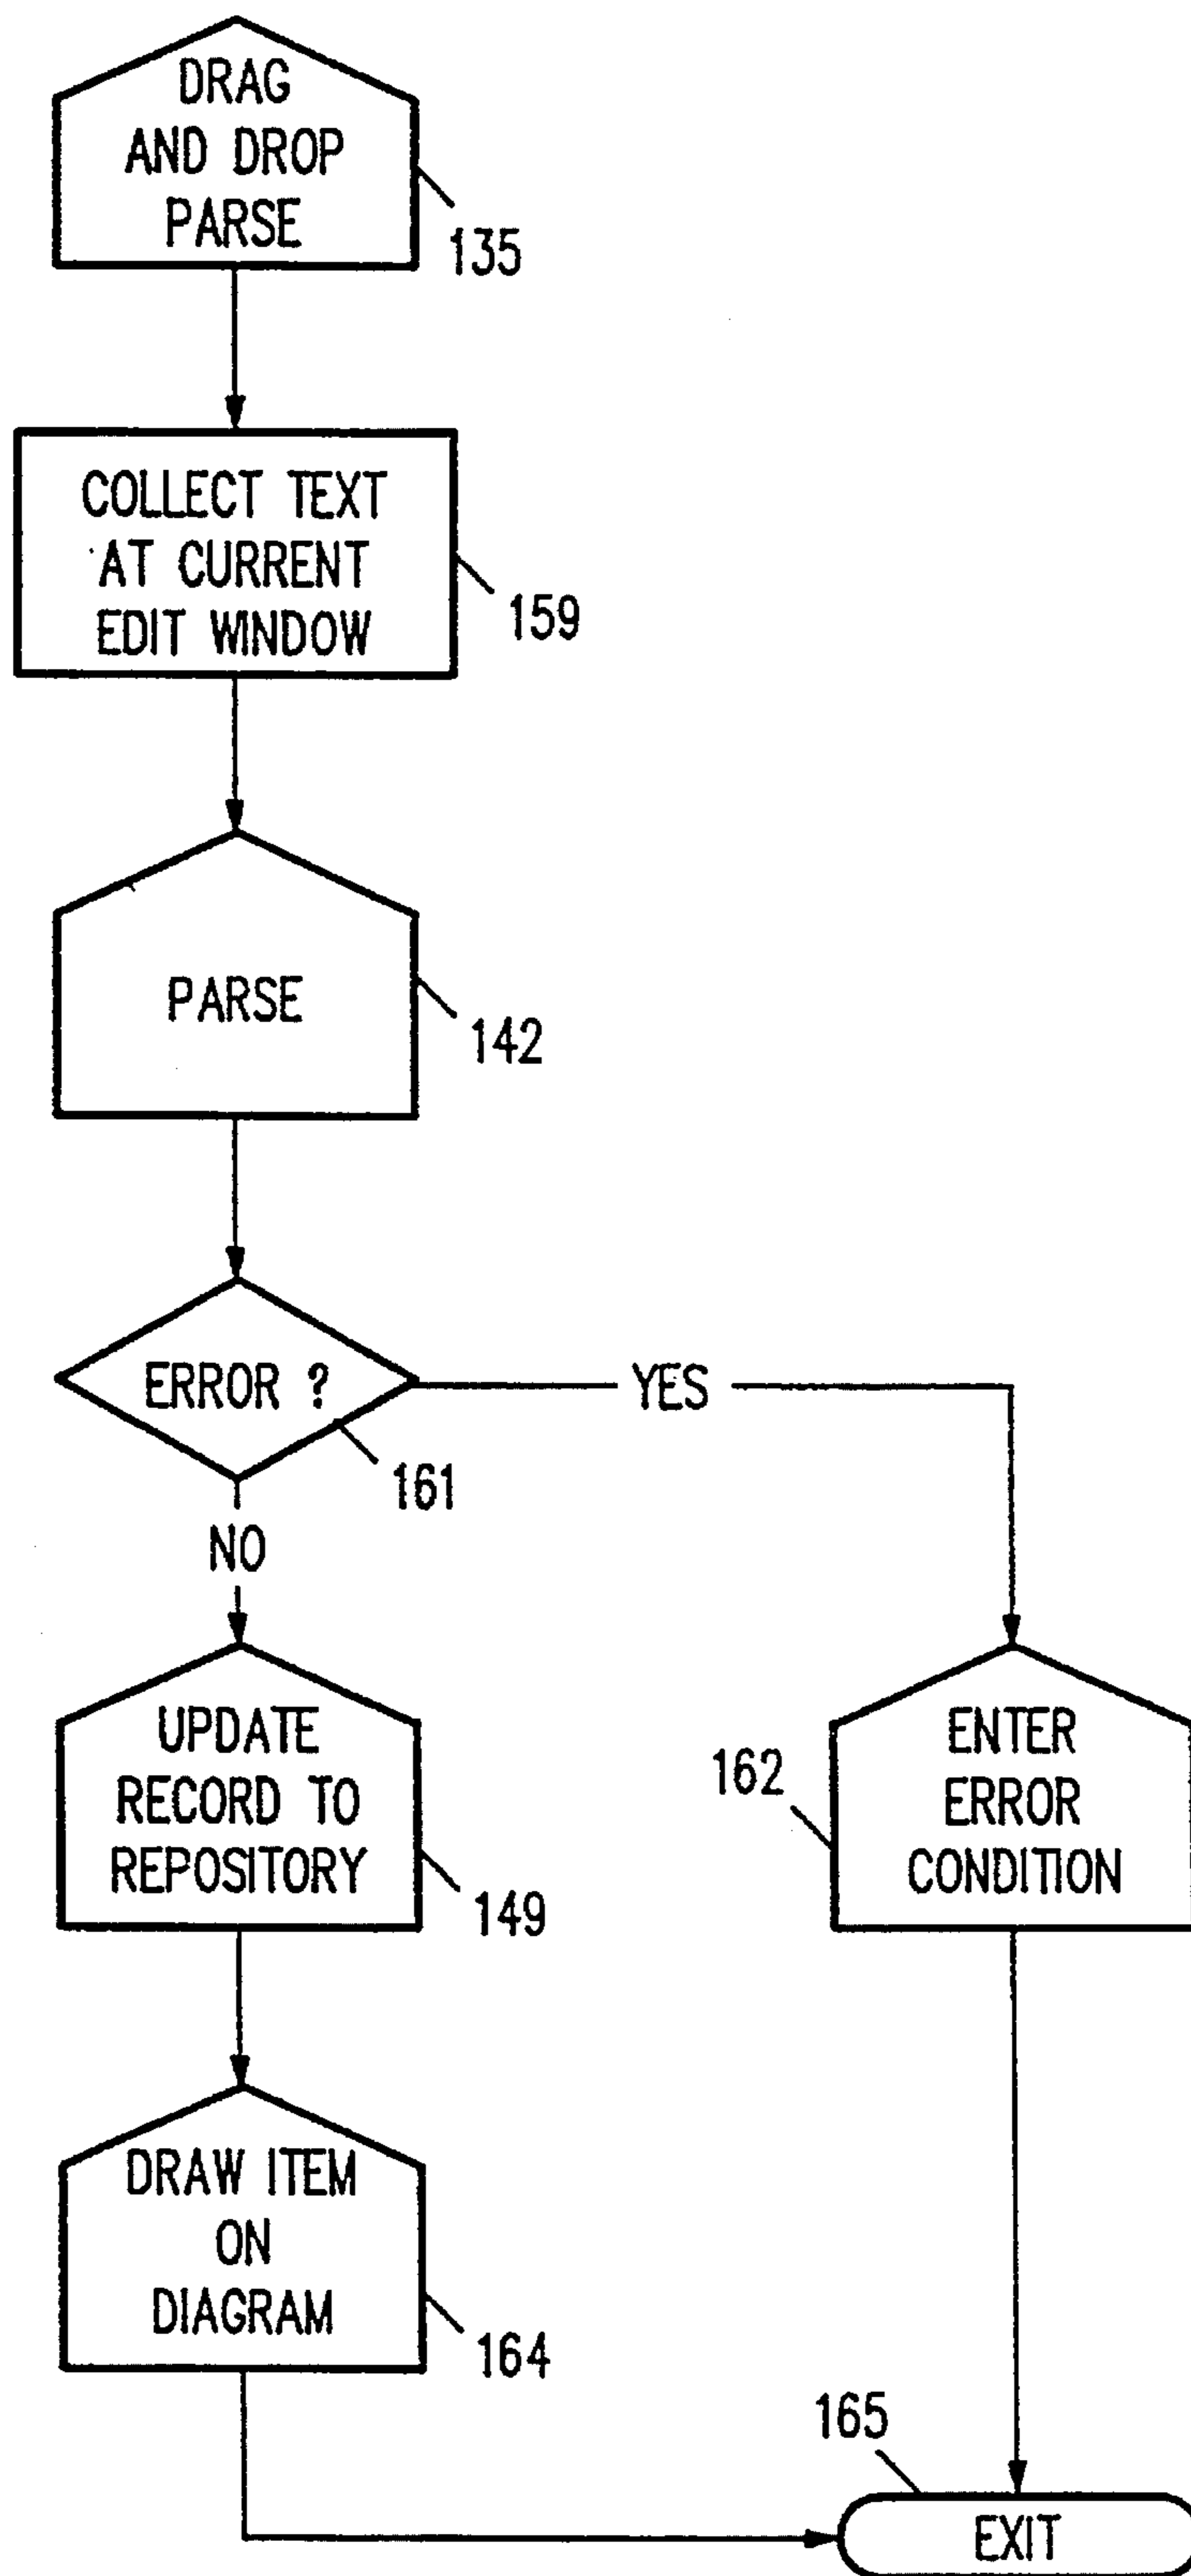 DRAG
AND DROP
PARSE
135
COLLECT TEXT
AT CURRENT
EDIT WINDOW
159
PARSE
142
ERROR ?
161
YES
NO
UPDATE
RECORD TO
REPOSITORY
149
ENTER
ERROR
CONDITION
162
DRAW ITEM
ON
DIAGRAM
164
165
EXIT